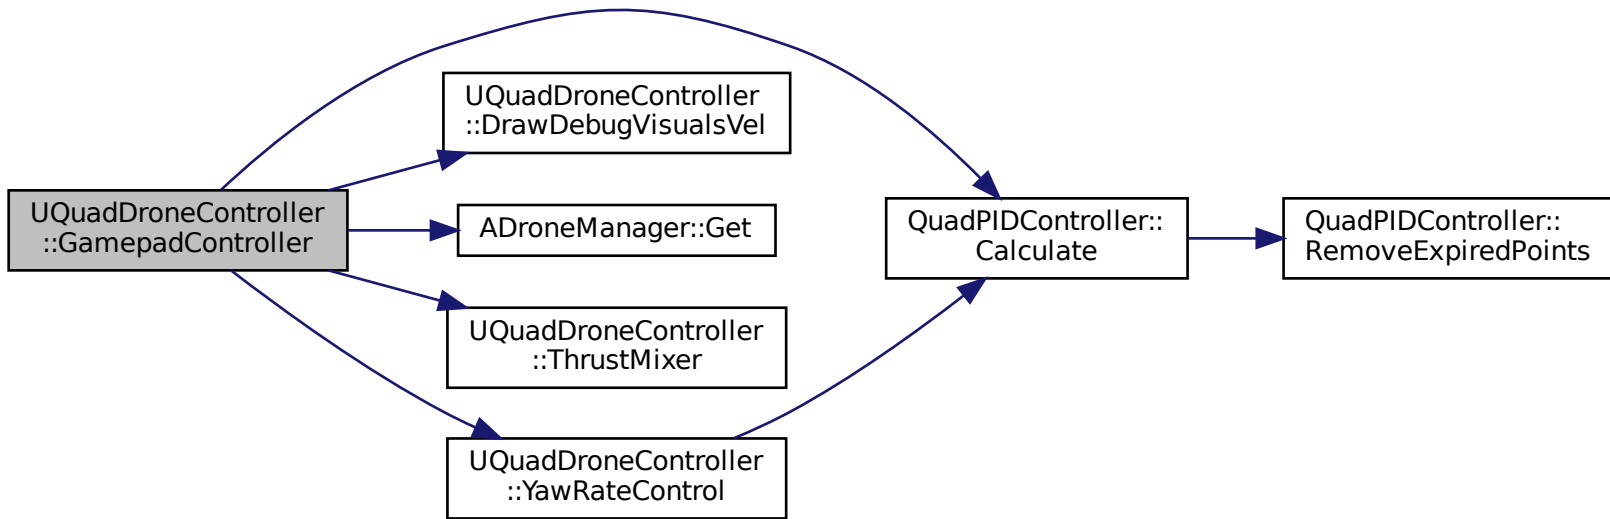 UQuadDroneController
::DrawDebugVisualsVel
UQuadDroneController
::GamepadController
ADroneManager::Get
QuadPIDController::
Calculate
QuadPIDController::
RemoveExpiredPoints
UQuadDroneController
::ThrustMixer
UQuadDroneController
::YawRateControl